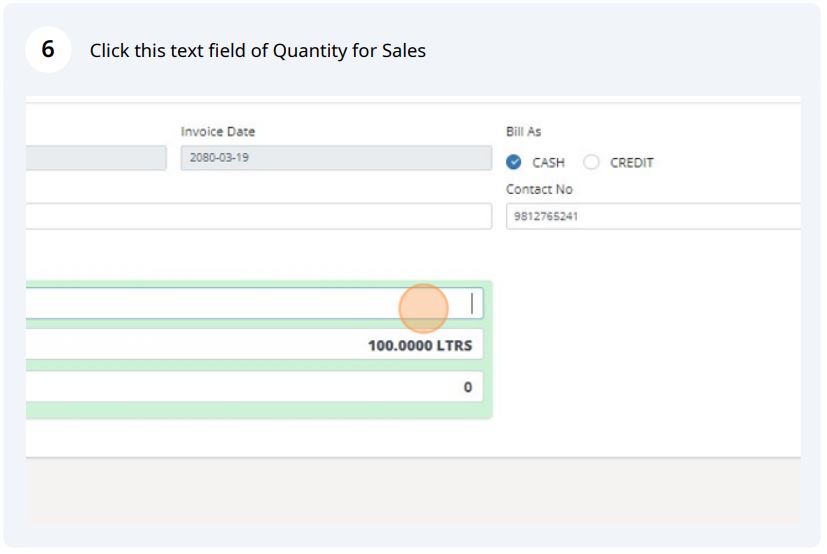 6 Click this text field of Quantity for Sales
Invoice Date
Bill As
2080-03-19
CASH CREDIT
Contact No
9812765241
100.0000 LTRS
0